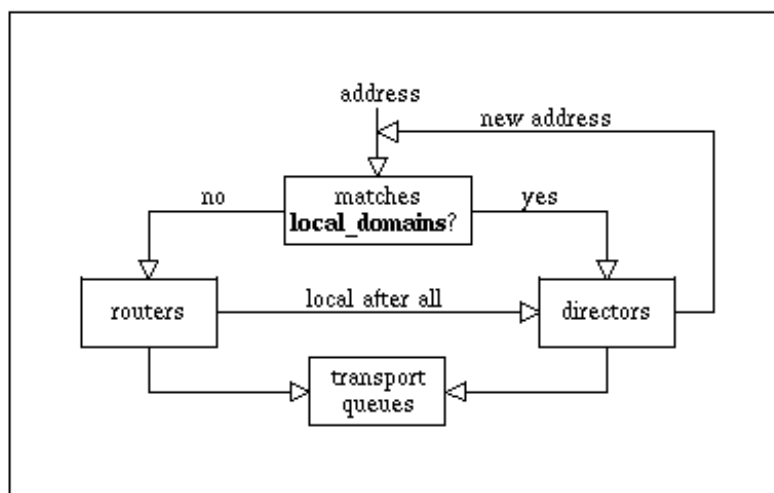 address
new address
no
matches
local_domains?
yes
routers
local after all
directors
transport
queues